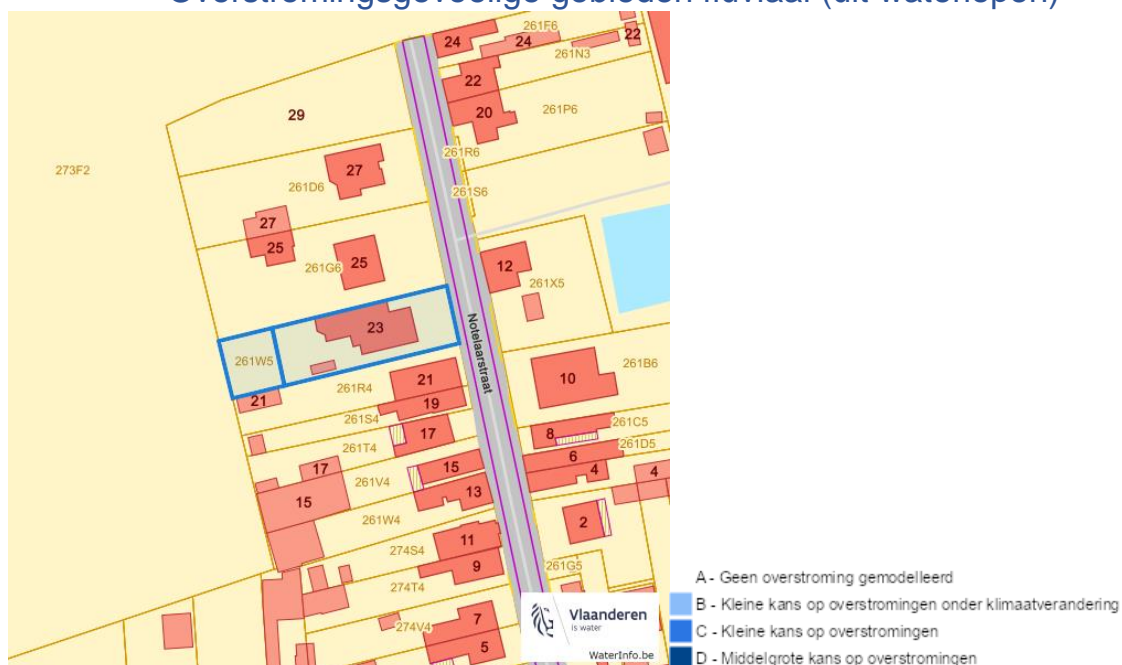 Overstromingsgevoelige gebieden fluviaal (uit waterlopen)
261F6
24
24
22
261N3
22
20
261P6
29
261R6
273F2
27
261D6
261S6
27
25
261G6
25
12
261X5
23
Notelaarstraat
261W5
261B6
10
21
261R4
21
19
261S4
261C5
17
8
261D5
261T4
6
17
15
4
4
261V4
15
13
261W4
2
11
274S4
9
261G5
274T4
7
274V4
5
Vlaanderen
is water
WaterInfo.be
A - Geen overstroming gemodelleerd
B - Kleine kans op overstromingen onder klimaatverandering
C - Kleine kans op overstromingen
D - Middelgrote kans op overstromingen